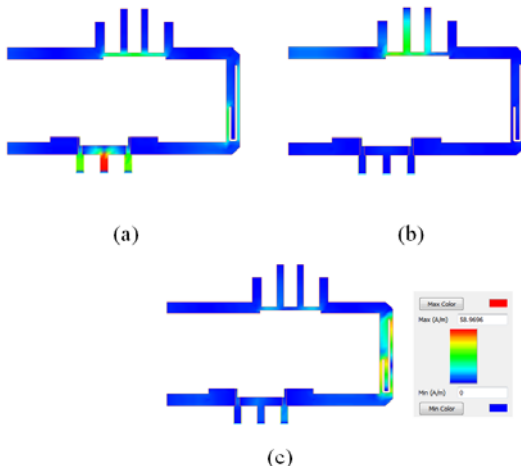 (a)
(b)
Max Color
Max (A/m) 58.9696
Min (A/m) 0
Min Color
(c)